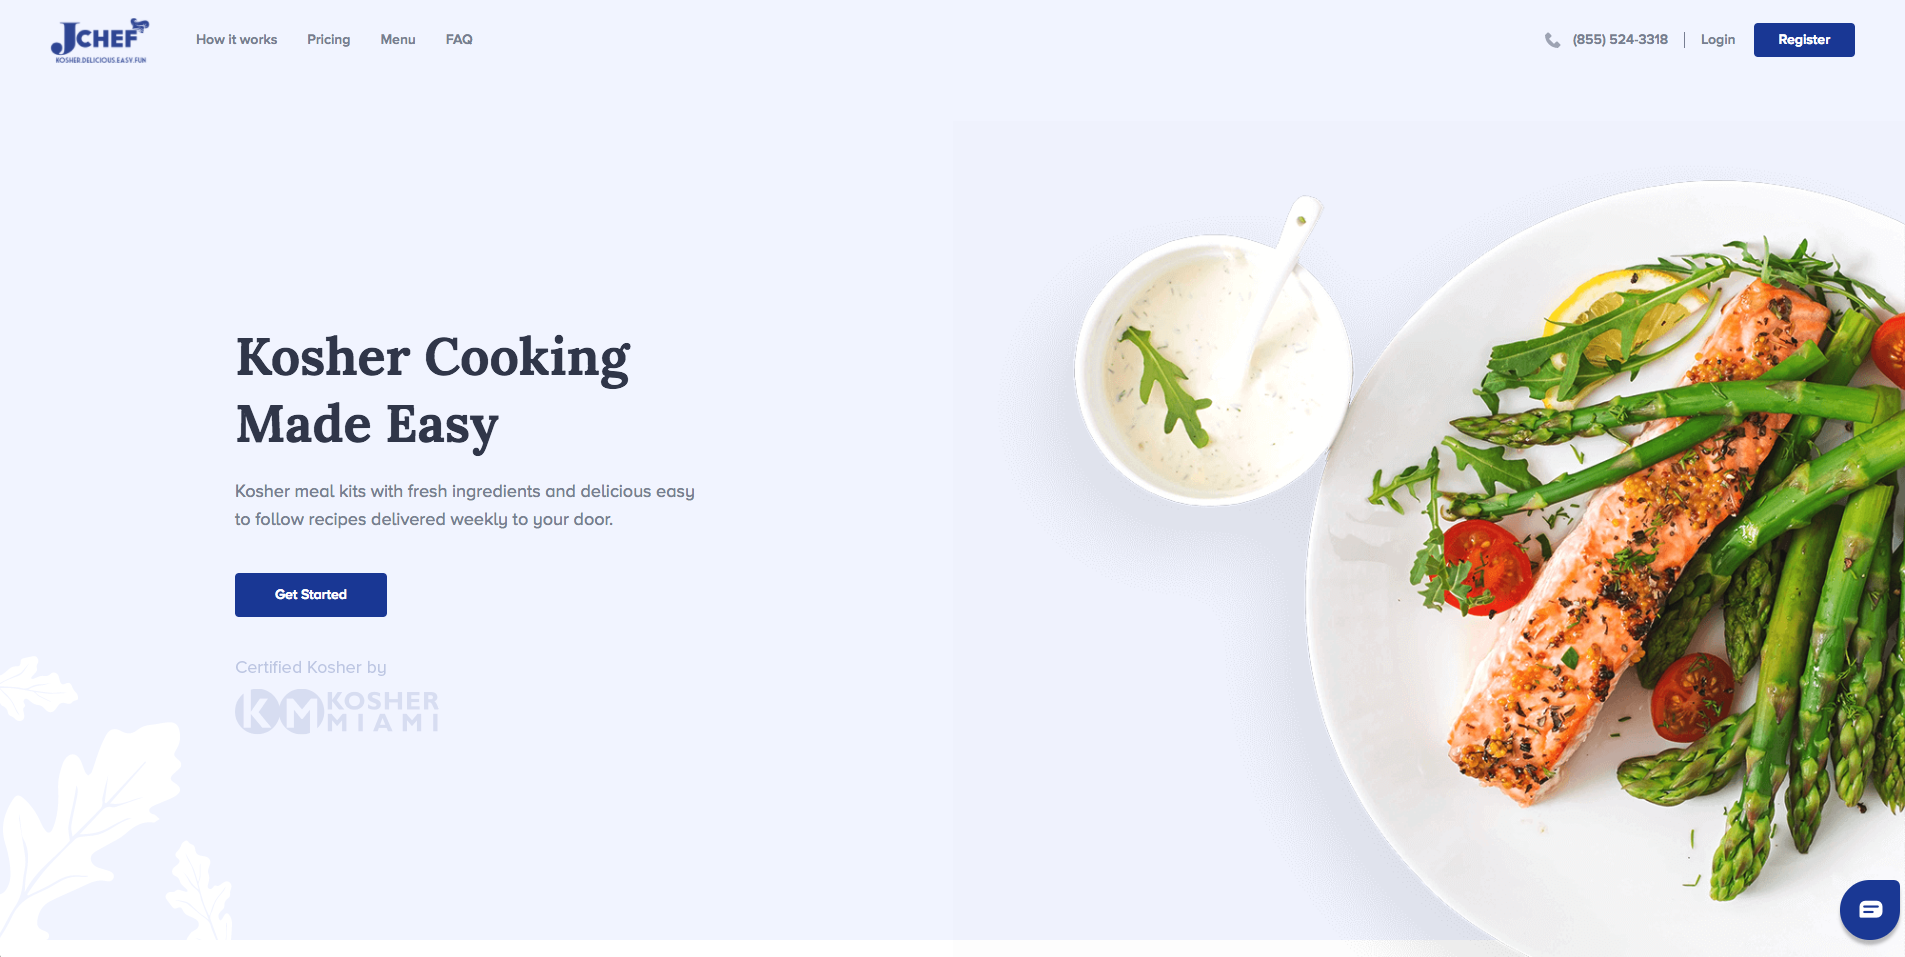 JCHEF
KOSHER.DELICIOUS.EASY.FUN
How it works
Pricing
Menu
FAQ
(855) 524-3318
Login
Register
Kosher Cooking
Made Easy
Kosher meal kits with fresh ingredients and delicious easy
to follow recipes delivered weekly to your door.
Get Started
Certified Kosher by
KM KOSHER
MIAMI